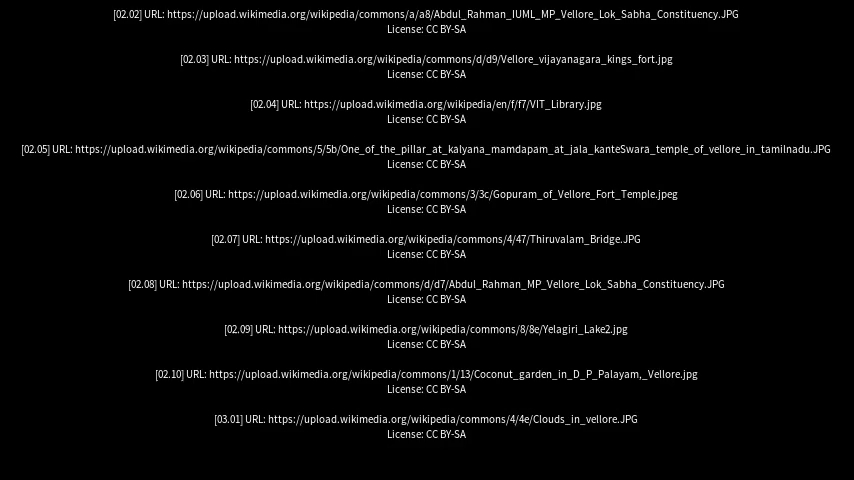 [02.02] URL: https://upload.wikimedia.org/wikipedia/commons/a/a8/Abdul_Rahman_IUML_MP_Vellore_Lok_Sabha_Constituency.JPG
License: CC BY-SA
[02.03] URL: https://upload.wikimedia.org/wikipedia/commons/d/d9/Vellore_vijayanagara_kings_fort.jpg
License: CC BY-SA
[02.04] URL: https://upload.wikimedia.org/wikipedia/en/f/f7/VIT_Library.jpg
License: CC BY-SA
[02.05] URL: https://upload.wikimedia.org/wikipedia/commons/5/5b/One_of_the_pillar_at_kalyana_mamdapam_at_jala_kanteSwara_temple_of_vellore_in_tamilnadu.JPG
License: CC BY-SA
[02.06] URL: https://upload.wikimedia.org/wikipedia/commons/3/3c/Gopuram_of_Vellore_Fort_Temple.jpeg
License: CC BY-SA
[02.07] URL: https://upload.wikimedia.org/wikipedia/commons/4/47/Thiruvalam_Bridge.JPG
License: CC BY-SA
[02.08] URL: https://upload.wikimedia.org/wikipedia/commons/d/d7/Abdul_Rahman_MP_Vellore_Lok_Sabha_Constituency.JPG
License: CC BY-SA
[02.09] URL: https://upload.wikimedia.org/wikipedia/commons/8/8e/Yelagiri_Lake2.jpg
License: CC BY-SA
[02.10] URL: https://upload.wikimedia.org/wikipedia/commons/1/13/Coconut_garden_in_D_P_Palayam,_Vellore.jpg
License: CC BY-SA
[03.01] URL: https://upload.wikimedia.org/wikipedia/commons/4/4e/Clouds_in_vellore.JPG
License: CC BY-SA